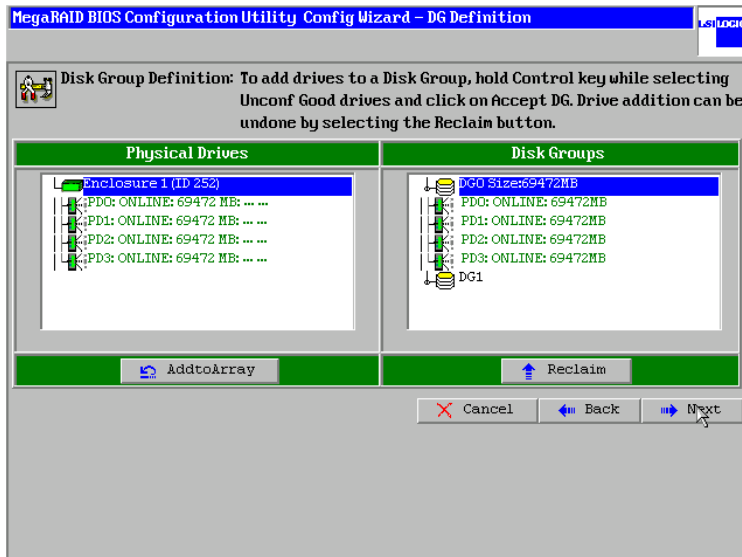 MegaRAID BIOS Configuration Utility Config Wizard – DG Definition
LSI LOGIC
Disk Group Definition: To add drives to a Disk Group, hold Control key while selecting
Unconf Good drives and click on Accept DG. Drive addition can be
undone by selecting the Reclaim button.
Physical Drives
Enclosure 1 (ID 252)
PD0: ONLINE: 69472 MB: --- ---
PD1: ONLINE: 69472 MB: --- ---
PD2: ONLINE: 69472 MB: --- ---
PD3: ONLINE: 69472 MB: --- ---
AddtoArray
Disk Groups
DG0 Size:69472MB
PD0: ONLINE: 69472MB
PD1: ONLINE: 69472MB
PD2: ONLINE: 69472MB
PD3: ONLINE: 69472MB
DG1
Reclaim
Cancel
Back
Next